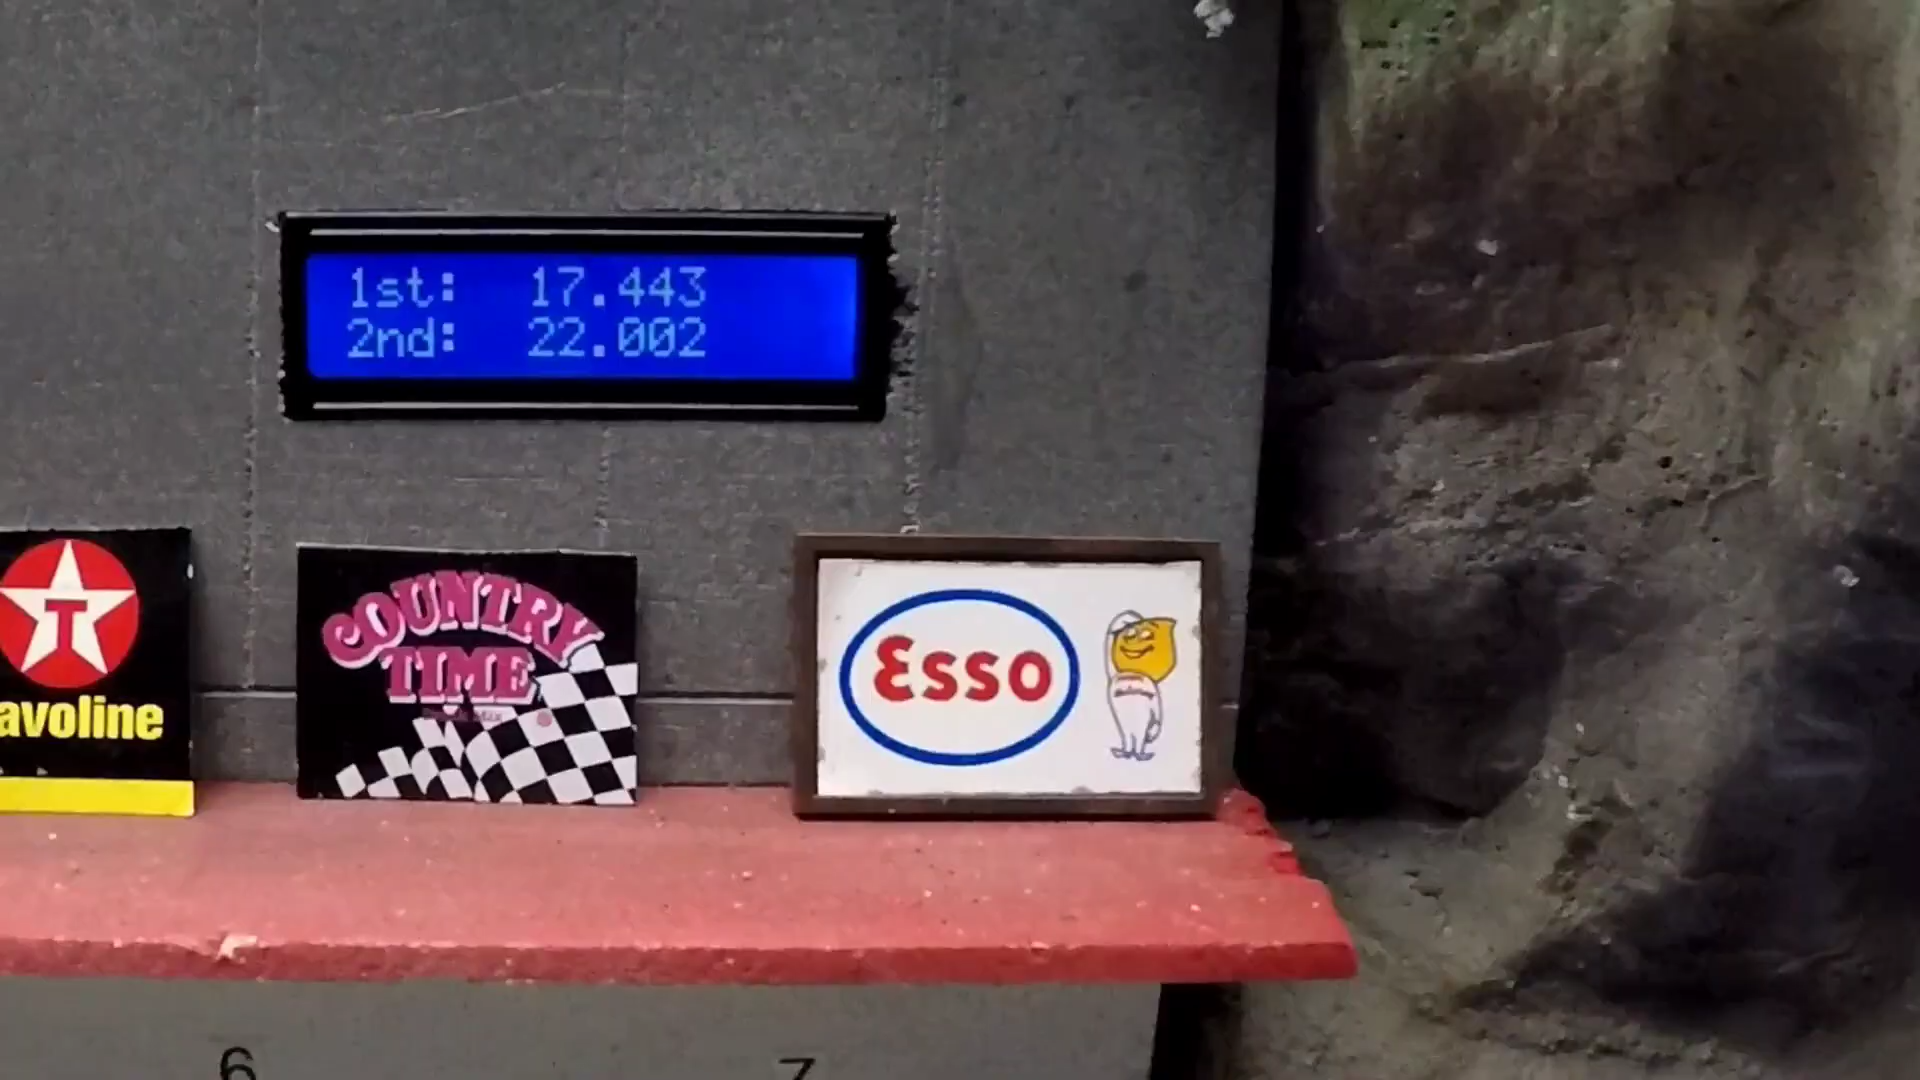 1st: 17.443
2nd: 22.002
T
avoline
COUNTRY
TIME
Esso
6
7